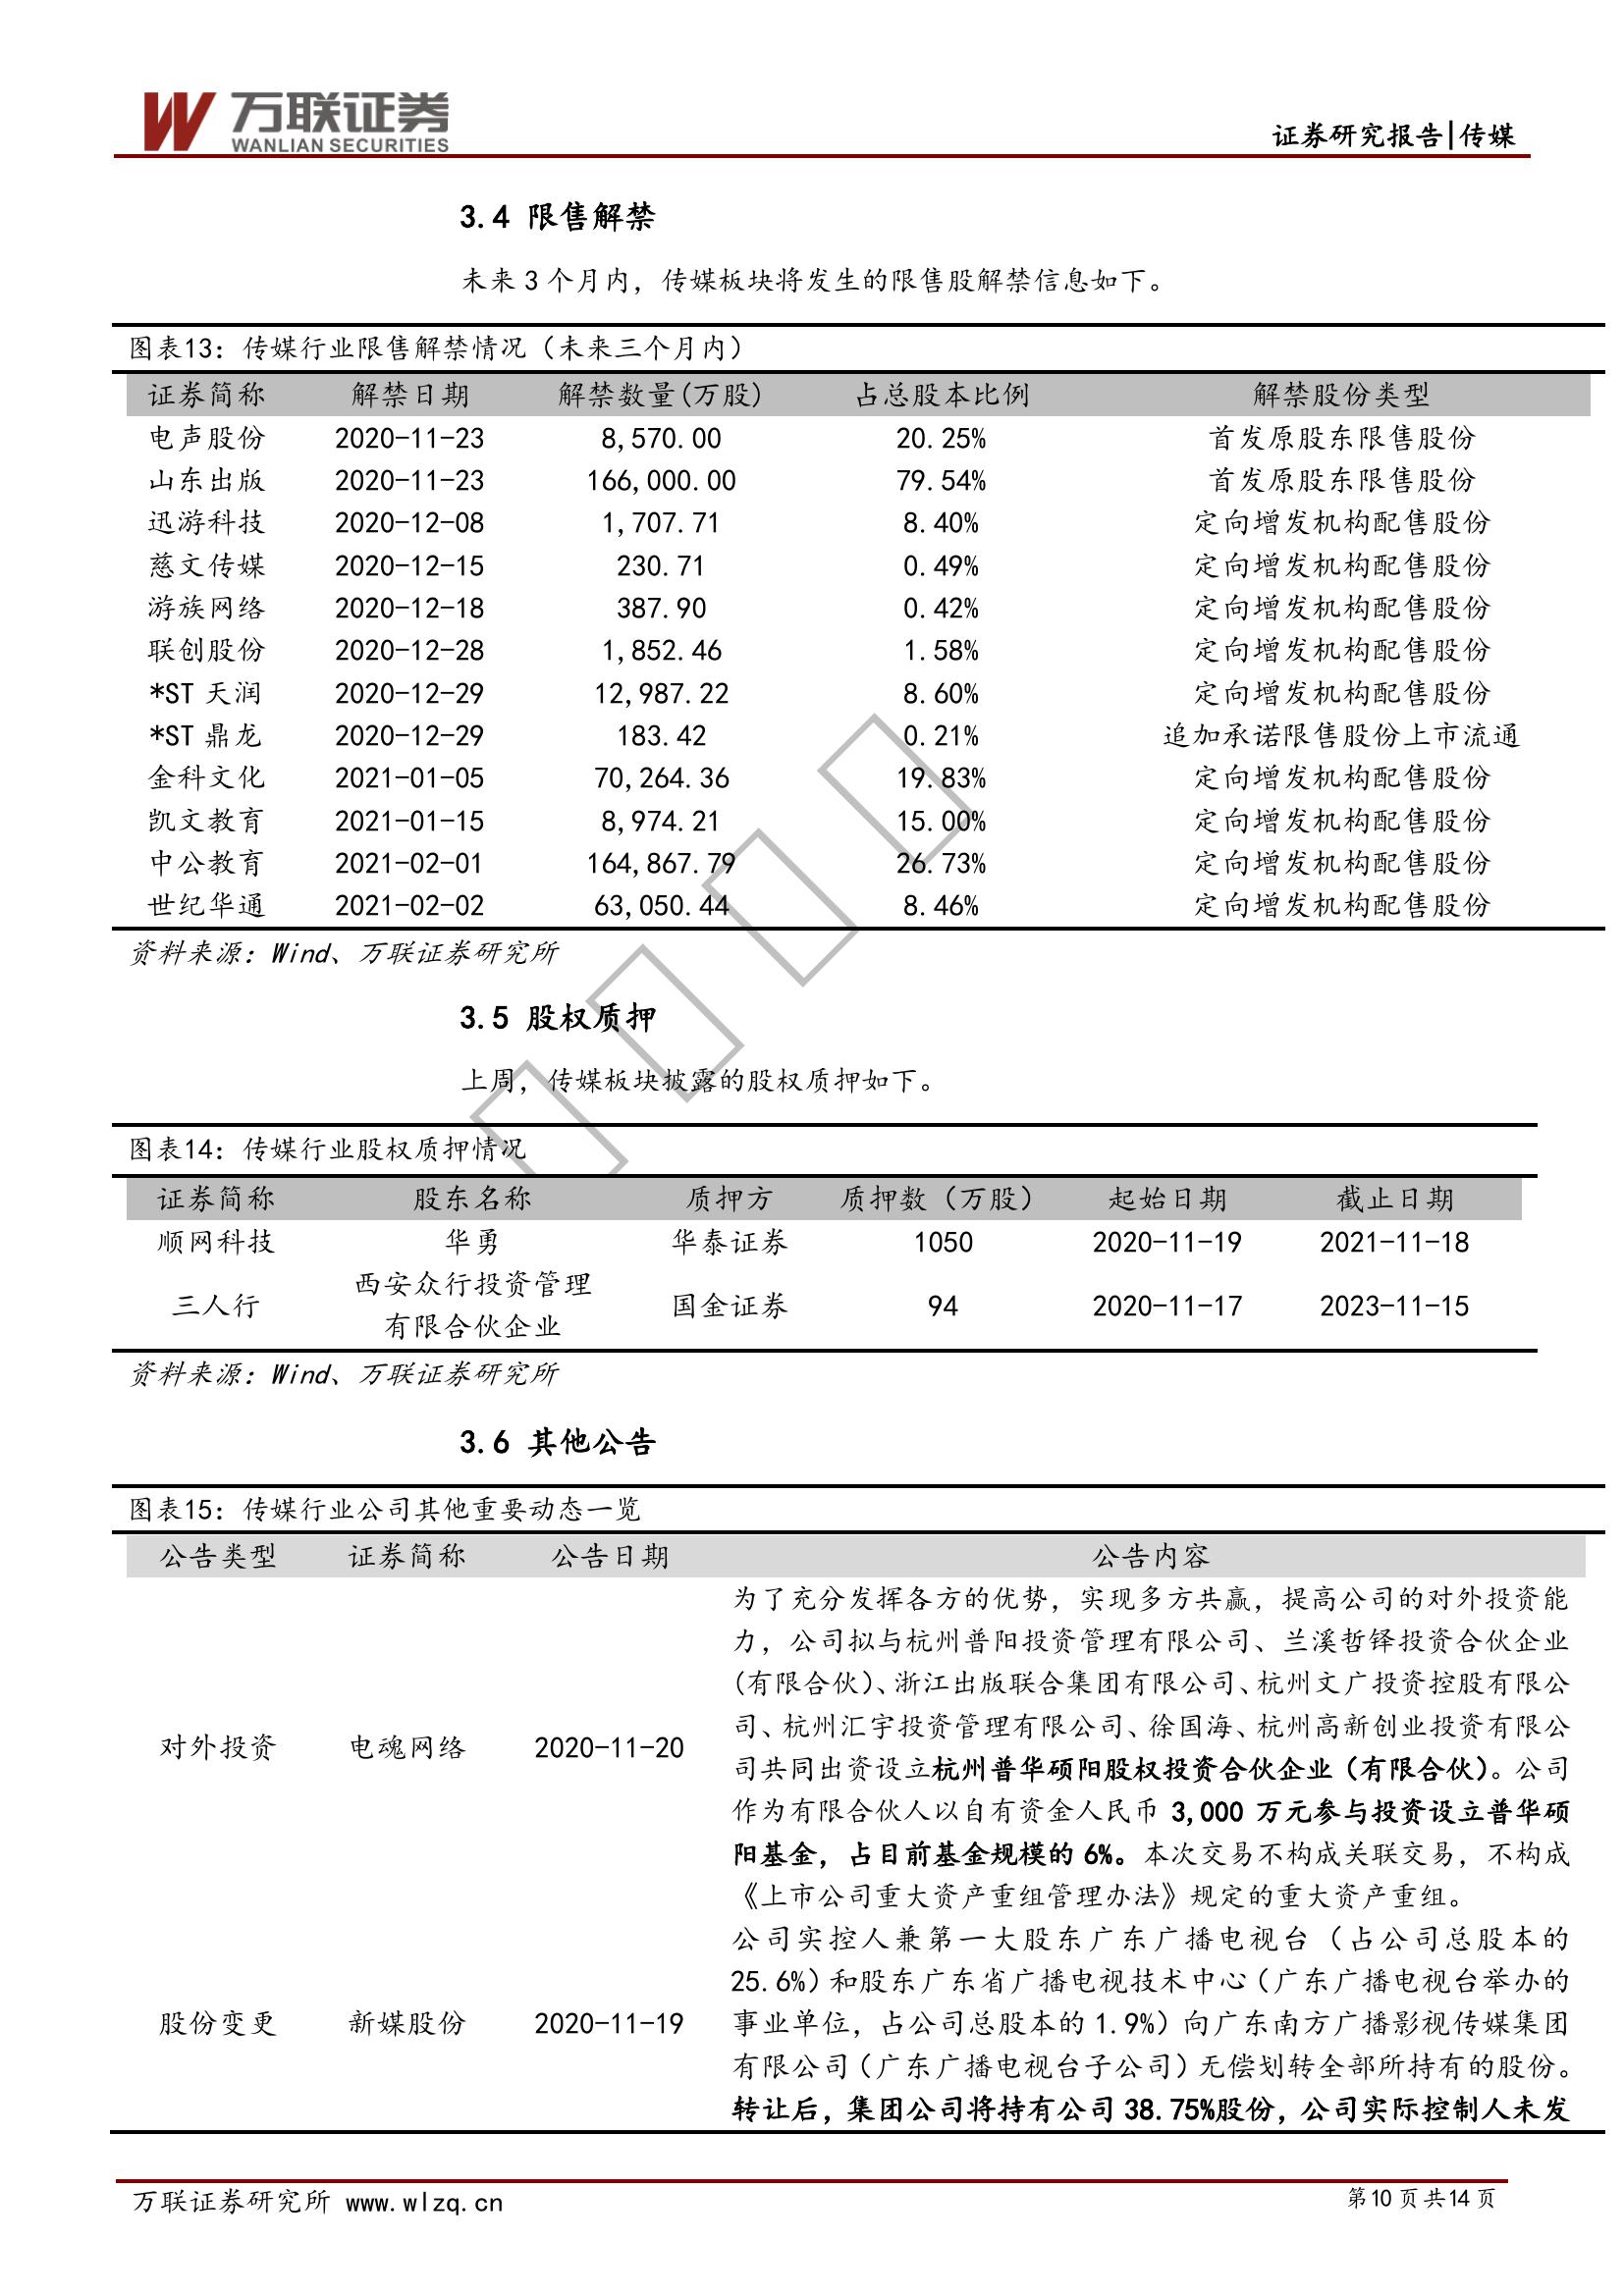 万联证券
WANLIAN SECURITIES
证券研究报告|传媒
3.4 限售解禁
未来 3 个月内，传媒板块将发生的限售股解禁信息如下。
图表13：传媒行业限售解禁情况（未来三个月内）
证券简称 解禁日期 解禁数量(万股) 占总股本比例 解禁股份类型
电声股份 2020-11-23 8,570.00 20.25% 首发原股东限售股份
山东出版 2020-11-23 166,000.00 79.54% 首发原股东限售股份
迅游科技 2020-12-08 1,707.71 8.40% 定向增发机构配售股份
慈文传媒 2020-12-15 230.71 0.49% 定向增发机构配售股份
游族网络 2020-12-18 387.90 0.42% 定向增发机构配售股份
联创股份 2020-12-28 1,852.46 1.58% 定向增发机构配售股份
*ST 天润 2020-12-29 12,987.22 8.60% 定向增发机构配售股份
*ST 鼎龙 2020-12-29 183.42 0.21% 追加承诺限售股份上市流通
金科文化 2021-01-05 70,264.36 19.83% 定向增发机构配售股份
凯文教育 2021-01-15 8,974.21 15.00% 定向增发机构配售股份
中公教育 2021-02-01 164,867.79 26.73% 定向增发机构配售股份
世纪华通 2021-02-02 63,050.44 8.46% 定向增发机构配售股份
资料来源：Wind、万联证券研究所
3.5 股权质押
上周，传媒板块披露的股权质押如下。
图表14：传媒行业股权质押情况
证券简称 股东名称 质押方 质押数（万股） 起始日期 截止日期
顺网科技 华勇 华泰证券 1050 2020-11-19 2021-11-18
西安众行投资管理
三人行 国金证券 94 2020-11-17 2023-11-15
有限合伙企业
资料来源：Wind、万联证券研究所
3.6 其他公告
图表15：传媒行业公司其他重要动态一览
公告类型 证券简称 公告日期 公告内容
为了充分发挥各方的优势，实现多方共赢，提高公司的对外投资能
力，公司拟与杭州普阳投资管理有限公司、兰溪哲铎投资合伙企业
(有限合伙)、浙江出版联合集团有限公司、杭州文广投资控股有限公
对外投资 电魂网络 2020-11-20
司、杭州汇宇投资管理有限公司、徐国海、杭州高新创业投资有限公
司共同出资设立杭州普华硕阳股权投资合伙企业（有限合伙）。公司
作为有限合伙人以自有资金人民币 3,000 万元参与投资设立普华硕
阳基金，占目前基金规模的 6%。本次交易不构成关联交易，不构成
《上市公司重大资产重组管理办法》规定的重大资产重组。
公司实控人兼第一大股东广东广播电视台（占公司总股本的
25.6%）和股东广东省广播电视技术中心（广东广播电视台举办的
股份变更 新媒股份 2020-11-19
事业单位，占公司总股本的 1.9%）向广东南方广播影视传媒集团
有限公司（广东广播电视台子公司）无偿划转全部所持有的股份。
转让后，集团公司将持有公司 38.75%股份，公司实际控制人未发
万联证券研究所 www.wlzq.cn
第10 页 共14 页